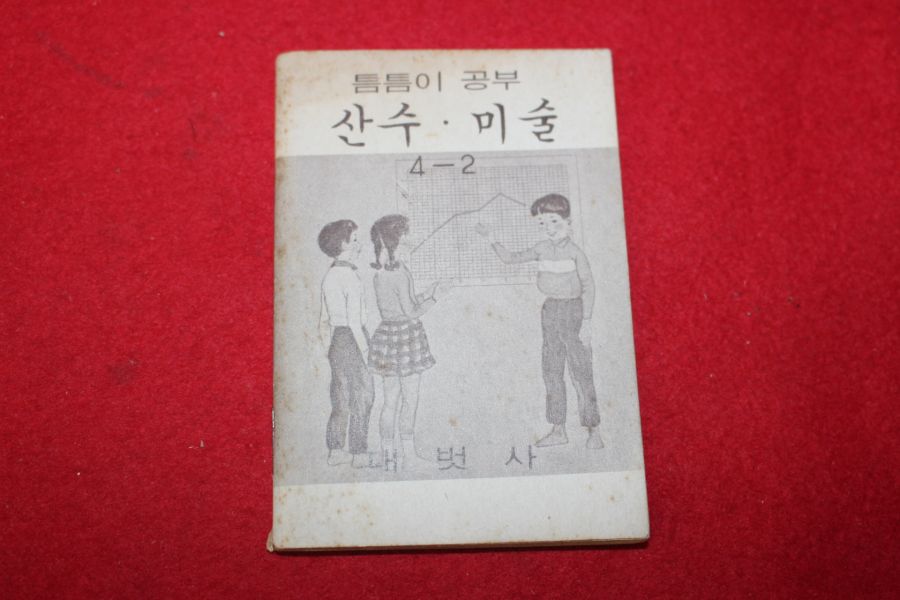 틈틈이 공부
산수 · 미술
4-2
새 벗 사